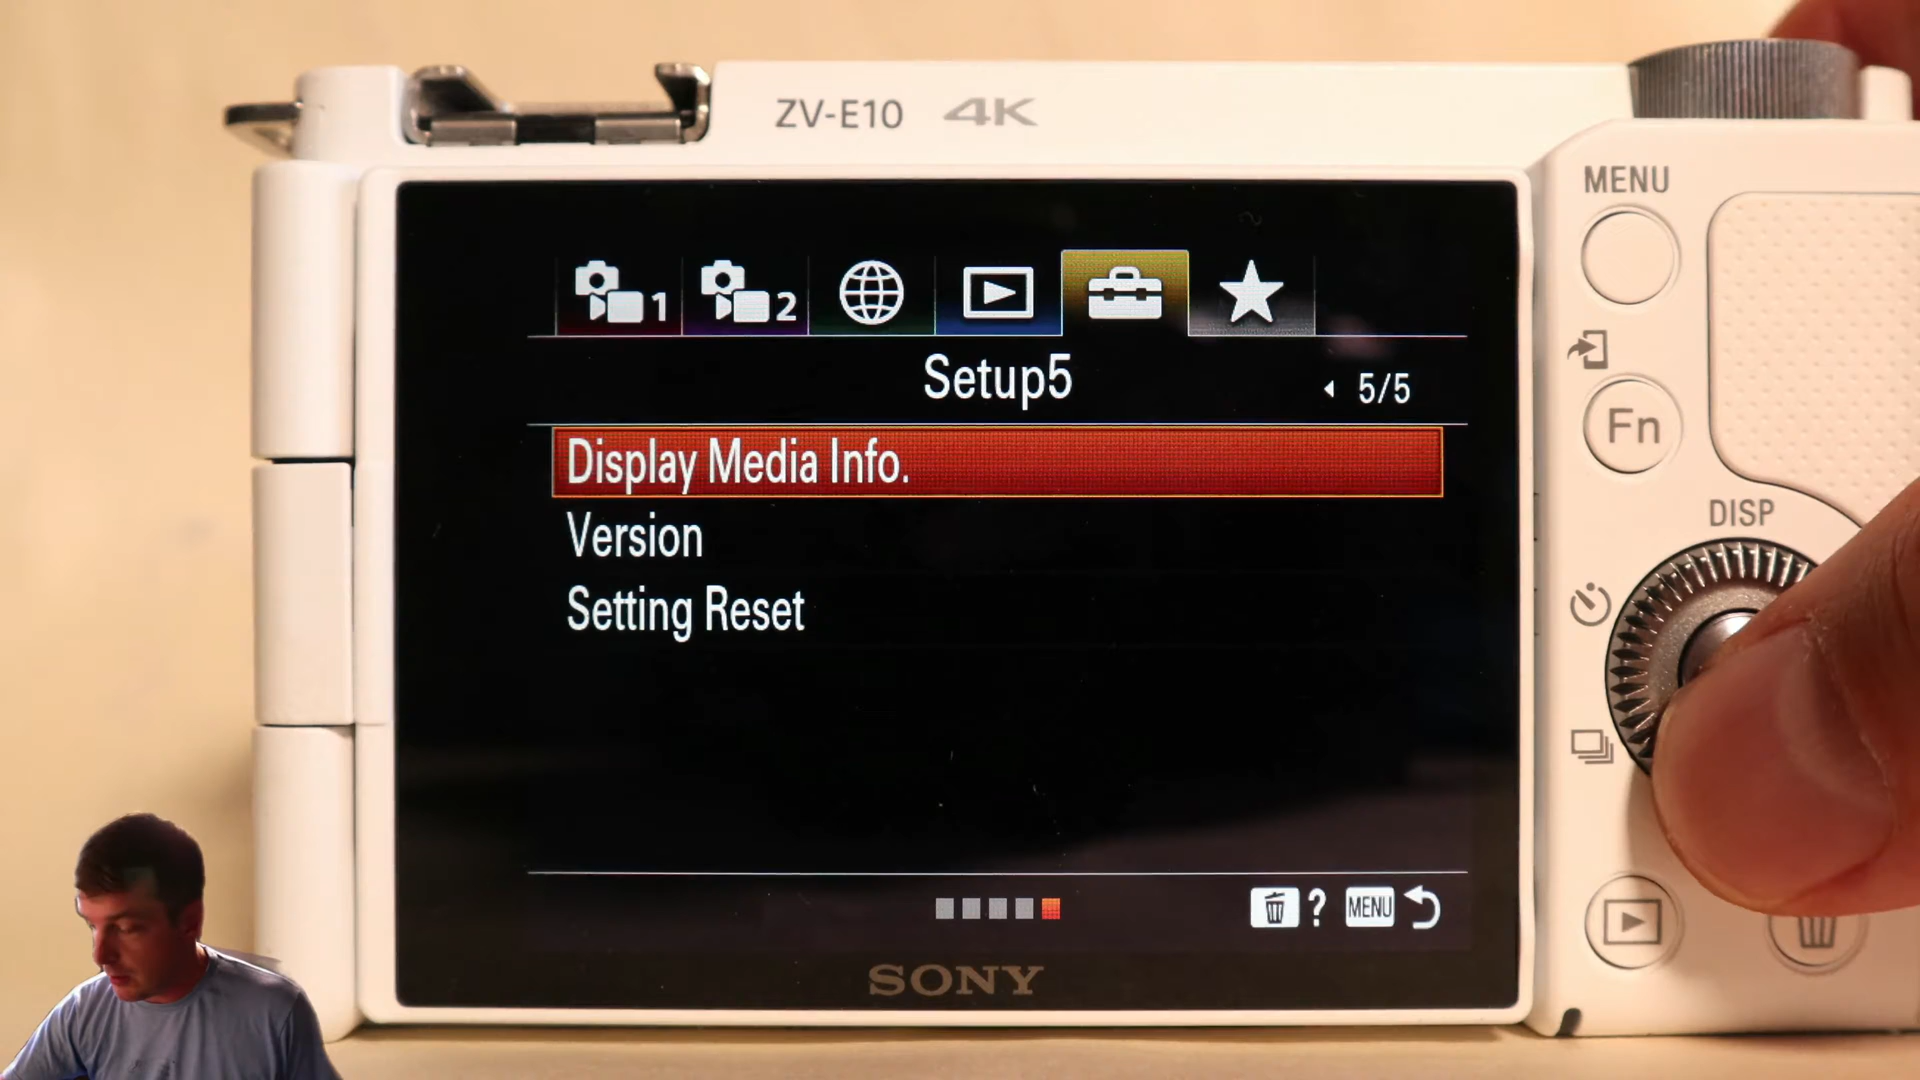 ZV-E10 4K
MENU
1
2
Setup5
5/5
Display Media Info.
Version
Setting Reset
Fn
DISP
? MENU
SONY